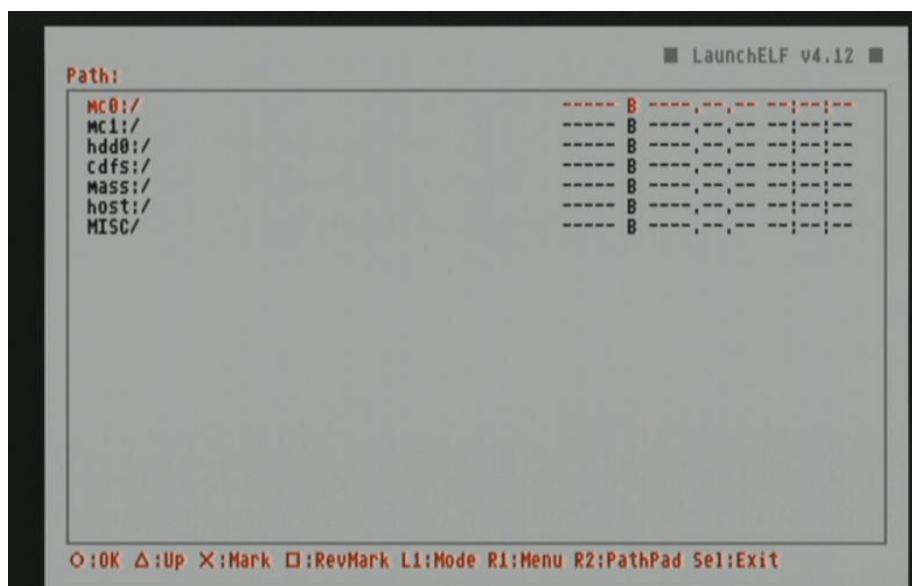 ■ LaunchELF v4.12 ■
Path:
mc0:/ ----- B ----.--.-- --:--:--
mc1:/ ----- B ----.--.-- --:--:--
hdd0:/ ----- B ----.--.-- --:--:--
cdfs:/ ----- B ----.--.-- --:--:--
mass:/ ----- B ----.--.-- --:--:--
host:/ ----- B ----.--.-- --:--:--
MISC/ ----- B ----.--.-- --:--:--
○:OK △:Up ✕:Mark □:RevMark L1:Mode R1:Menu R2:PathPad Sel:Exit